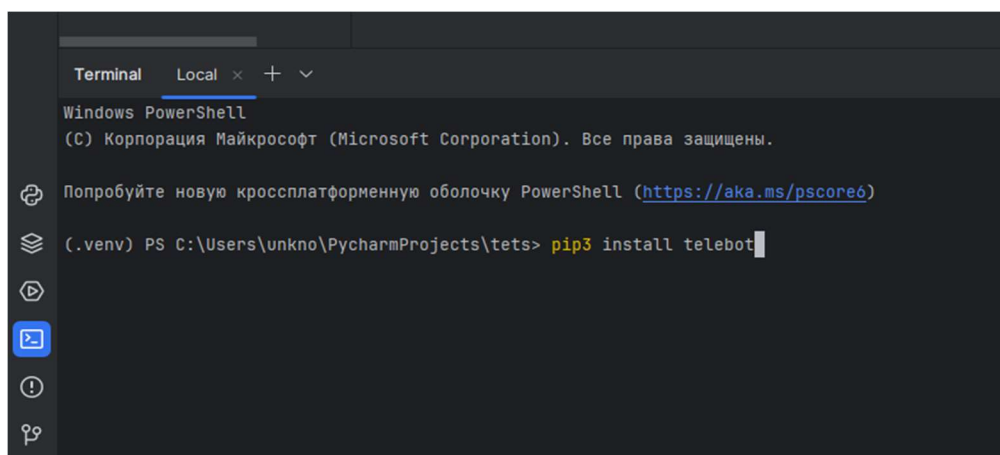 Terminal Local
Windows PowerShell
(C) Корпорация Майкрософт (Microsoft Corporation). Все права защищены.
Попробуйте новую кроссплатформенную оболочку PowerShell (https://aka.ms/pscore6)
(.venv) PS C:\Users\unkno\PycharmProjects\tets> pip3 install telebot